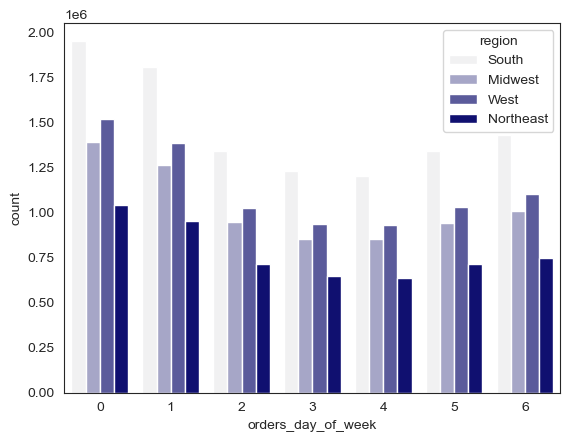 1e6
2.00
1.75
1.50
1.25
1.00
0.75
0.50
0.25
0.00
count
region
South
Midwest
West
Northeast
0 1 2 3 4 5 6
orders_day_of_week